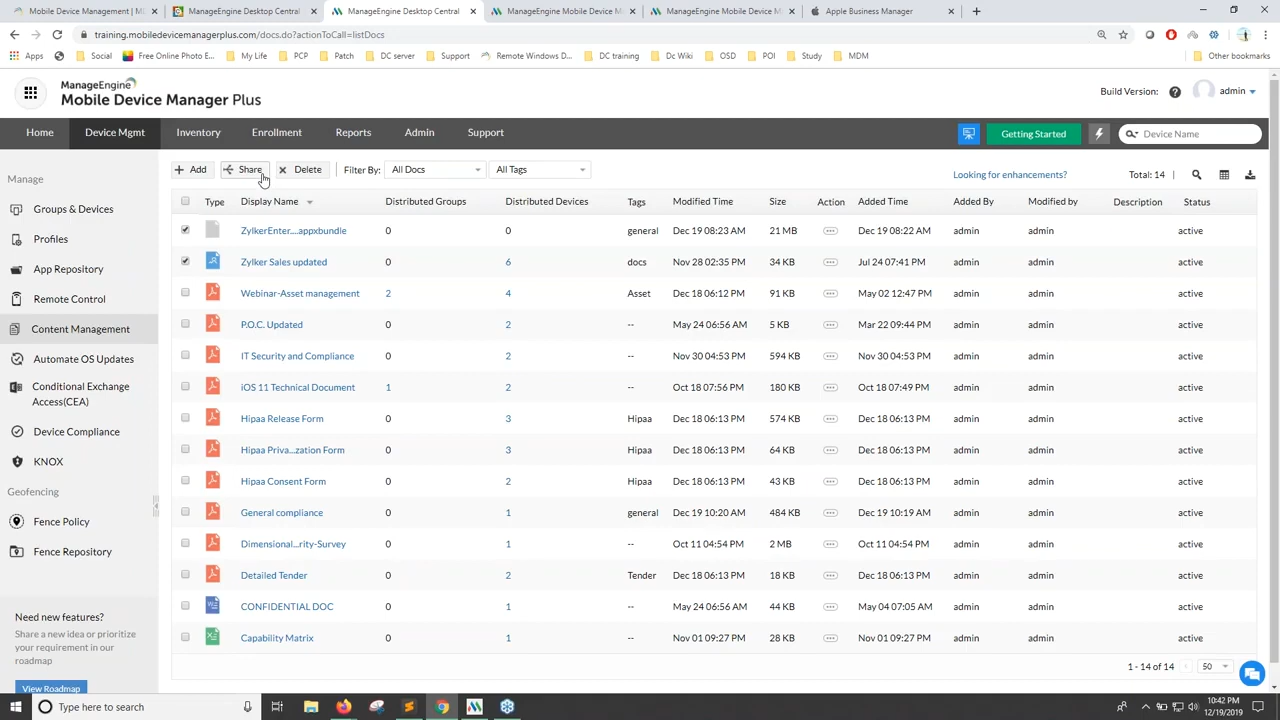 Mobile Device Management | MD
ManageEngine Desktop Central
ManageEngine Desktop Central
ManageEngine Mobile Device M
ManageEngine Mobile Device M
Apple Business Manager
training.mobiledevicemanagerplus.com/docs.do?actionToCall=listDocs
Apps
Social
Free Online Photo E...
My Life
PCP
Patch
DC server
Support
Remote Windows D...
DC training
Dc Wiki
OSD
POI
Study
MDM
Other bookmarks
ManageEngine
Mobile Device Manager Plus
Build Version:
admin
Home Device Mgmt Inventory Enrollment Reports Admin Support
Getting Started
Device Name
Manage
Groups & Devices
Profiles
App Repository
Remote Control
Content Management
Automate OS Updates
Conditional Exchange
Access(CEA)
Device Compliance
KNOX
Geofencing
Fence Policy
Fence Repository
Need new features?
Share a new idea or prioritize
your requirement in our
roadmap
View Roadmap
Add Share Delete Filter By: All Docs All Tags
Looking for enhancements? Total: 14
Type Display Name Distributed Groups Distributed Devices Tags Modified Time Size Action Added Time Added By Modified by Description Status
ZylkerEnter....appxbundle 0 0 general Dec 19 08:23 AM 21 MB Dec 19 08:22 AM admin admin active
Zylker Sales updated 0 6 docs Nov 28 02:35 PM 34 KB Jul 24 07:41 PM admin admin active
Webinar-Asset management 2 4 Asset Dec 18 06:12 PM 91 KB May 02 12:47 PM admin admin active
P.O.C. Updated 0 2 -- May 24 06:56 AM 5 KB Mar 22 09:44 PM admin admin active
IT Security and Compliance 0 2 -- Nov 30 04:53 PM 594 KB Nov 30 04:53 PM admin admin active
iOS 11 Technical Document 1 2 -- Oct 18 07:56 PM 180 KB Oct 18 07:49 PM admin admin active
Hipaa Release Form 0 3 Hipaa Dec 18 06:13 PM 574 KB Dec 18 06:13 PM admin admin active
Hipaa Priva...zation Form 0 3 Hipaa Dec 18 06:13 PM 64 KB Dec 18 06:13 PM admin admin active
Hipaa Consent Form 0 2 Hipaa Dec 18 06:13 PM 43 KB Dec 18 06:13 PM admin admin active
General compliance 0 1 general Dec 19 10:20 AM 484 KB Dec 19 10:19 AM admin admin active
Dimensional...rity-Survey 0 1 -- Oct 11 04:54 PM 2 MB Oct 11 04:54 PM admin admin active
Detailed Tender 0 2 Tender Dec 18 06:13 PM 18 KB Dec 18 06:13 PM admin admin active
CONFIDENTIAL DOC 0 1 -- May 24 06:56 AM 44 KB May 04 07:05 AM admin admin active
Capability Matrix 0 1 -- Nov 01 09:27 PM 28 KB Nov 01 09:27 PM admin admin active
1 - 14 of 14 50
Type here to search
10:42 PM
12/19/2019